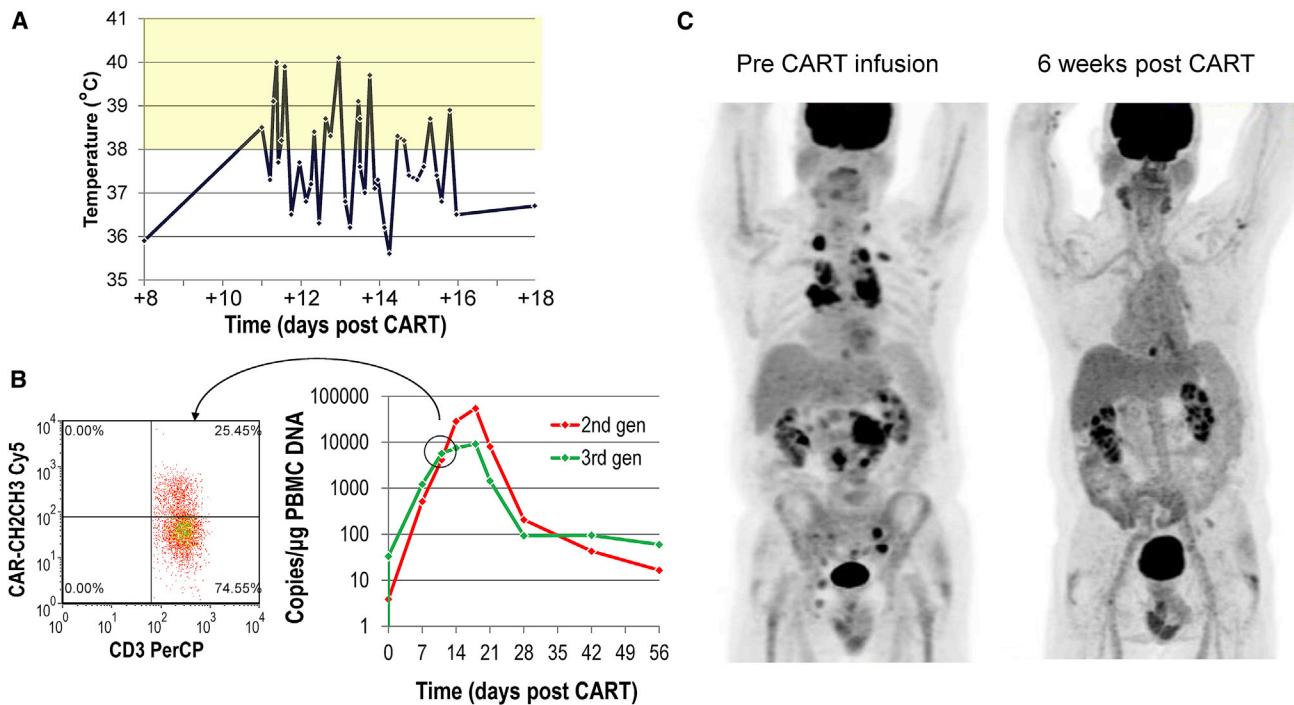 A
Temperature (°C)
41
40
39
38
37
36
35
+8 +10 +12 +14 +16 +18
Time (days post CART)
B
CAR-CH2CH3 Cy5
10⁴
10³
10²
10¹
10⁰
0.00% 25.45%
0.00% 74.55%
10⁰ 10¹ 10² 10³ 10⁴
CD3 PerCP
Copies/µg PBMC DNA
100000
10000
1000
100
10
1
2nd gen
3rd gen
0 7 14 21 28 35 42 49 56
Time (days post CART)
C
Pre CART infusion
6 weeks post CART